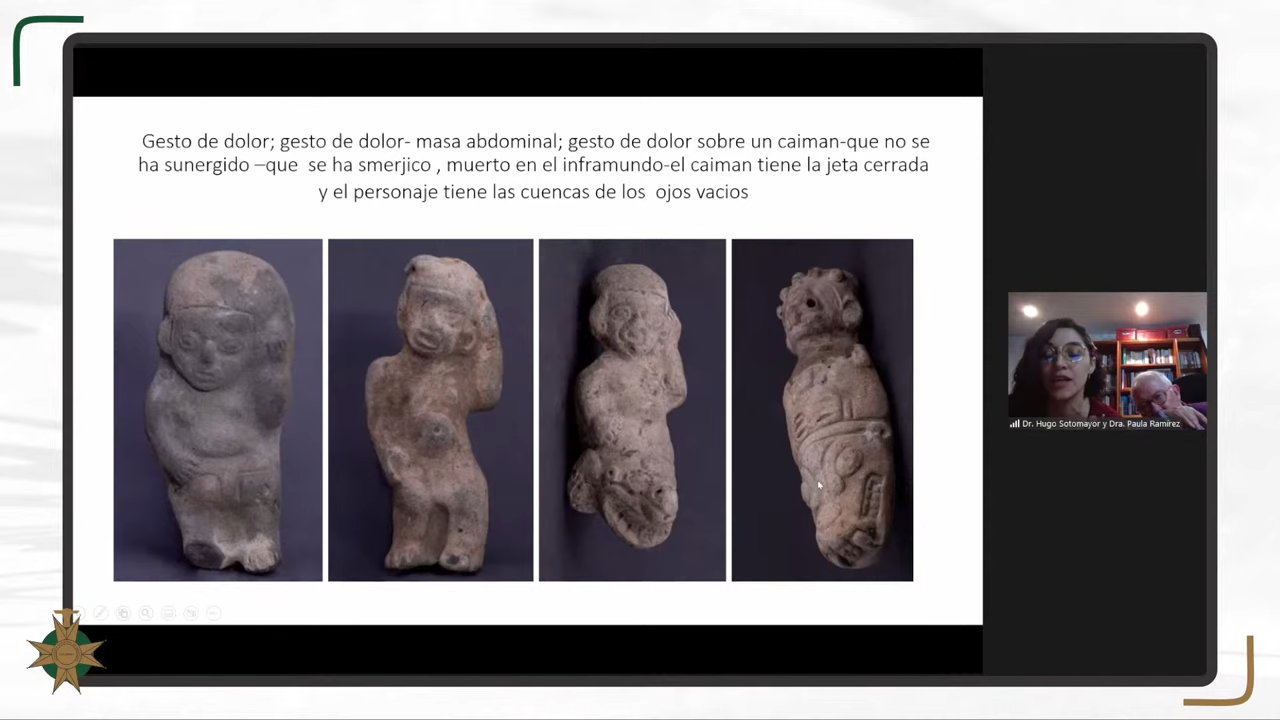 Gesto de dolor; gesto de dolor- masa abdominal; gesto de dolor sobre un caiman-que no se
ha sunergido –que se ha smerjico , muerto en el inframundo-el caiman tiene la jeta cerrada
y el personaje tiene las cuencas de los ojos vacios
Dr. Hugo Sotomayor y Dra. Paula Ramírez